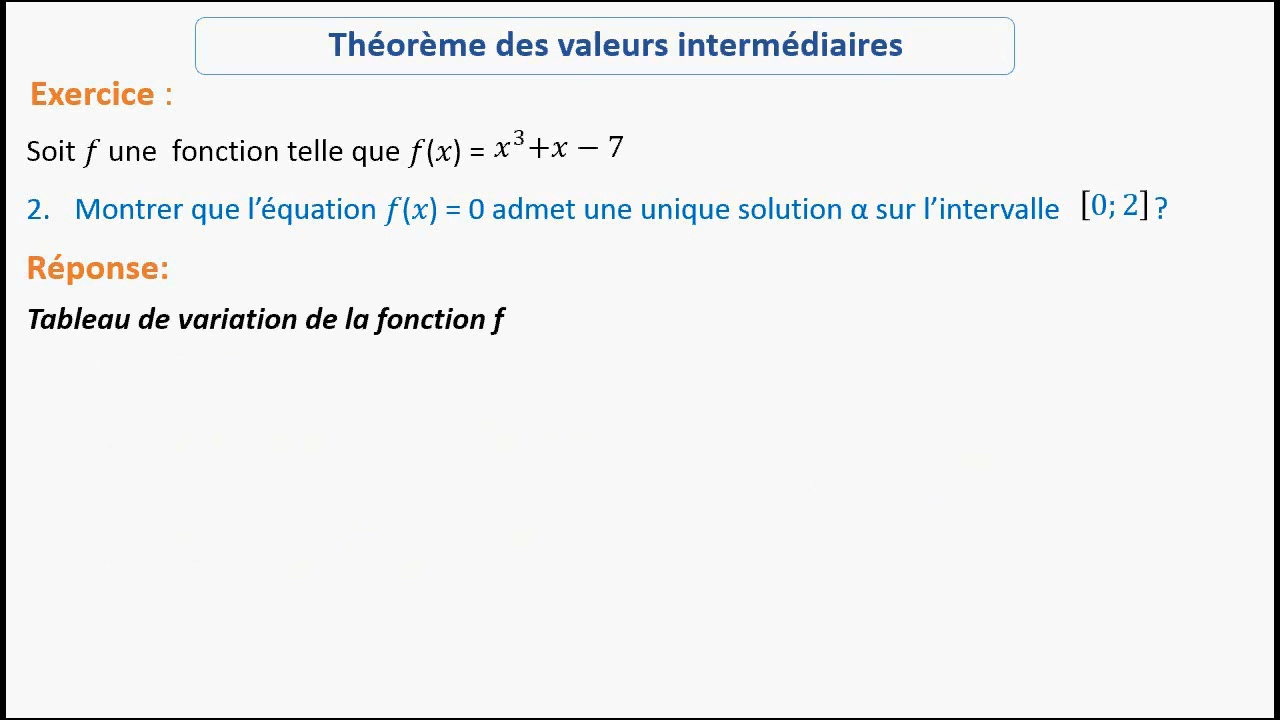 Théorème des valeurs intermédiaires
Exercice :
Soit f une fonction telle que f(x) = x³+x − 7
2. Montrer que l’équation f(x) = 0 admet une unique solution α sur l’intervalle [0; 2] ?
Réponse:
Tableau de variation de la fonction f